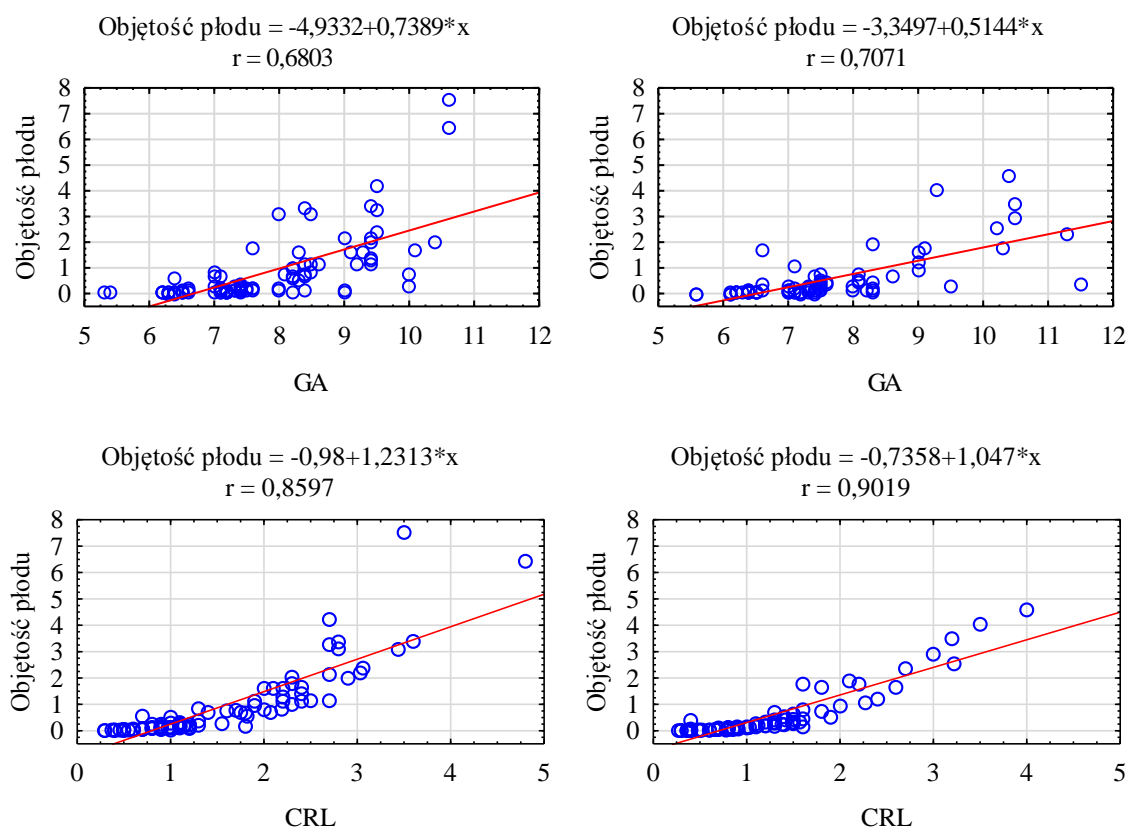 Objętość płodu = -4,9332+0,7389*x
r = 0,6803
Objętość płodu
8
7
6
5
4
3
2
1
0
5 6 7 8 9 10 11 12
GA
Objętość płodu = -3,3497+0,5144*x
r = 0,7071
Objętość płodu
8
7
6
5
4
3
2
1
0
5 6 7 8 9 10 11 12
GA
Objętość płodu = -0,98+1,2313*x
r = 0,8597
Objętość płodu
8
7
6
5
4
3
2
1
0
0 1 2 3 4 5
CRL
Objętość płodu = -0,7358+1,047*x
r = 0,9019
Objętość płodu
8
7
6
5
4
3
2
1
0
0 1 2 3 4 5
CRL